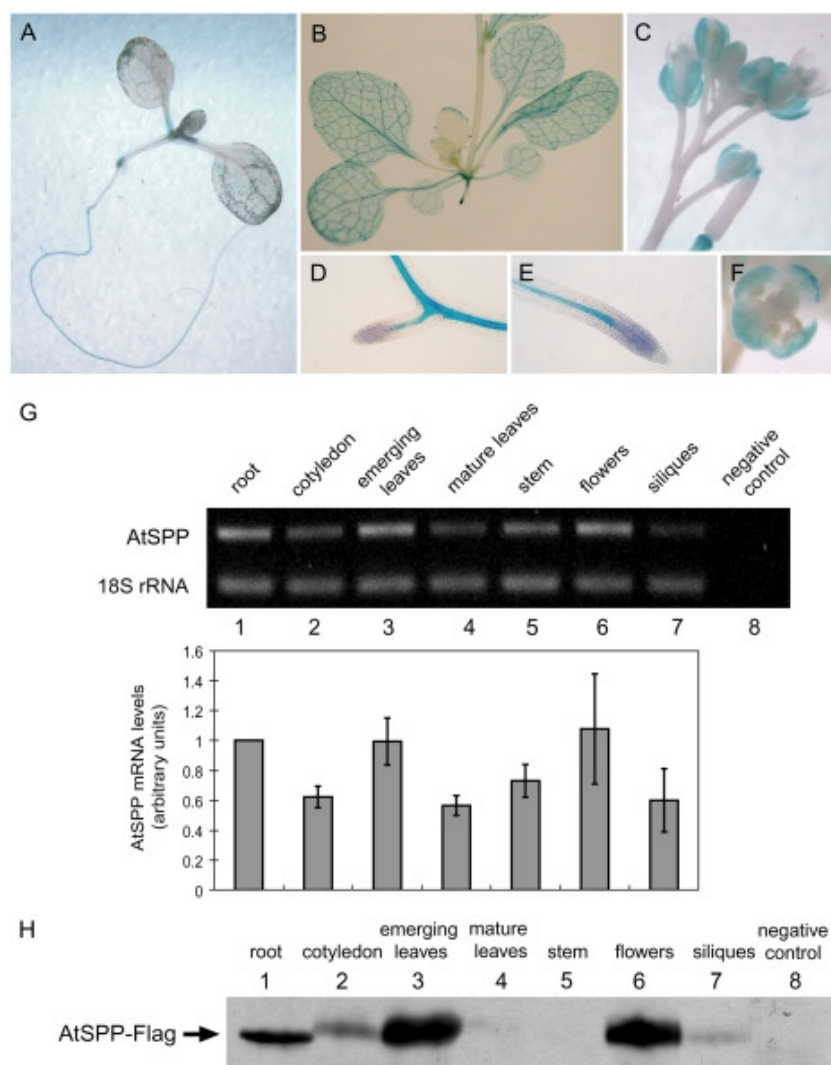 A
B
C
D
E
F
G
root
cotyledon
emerging
leaves
mature leaves
stem
flowers
siliques
negative
control
AtSPP
18S rRNA
1 2 3 4 5 6 7 8
AtSPP mRNA levels
(arbitrary units)
1.6
1.4
1.2
1
0.8
0.6
0.4
0.2
0
H
root
cotyledon
emerging
leaves
mature
leaves
stem
flowers
siliques
negative
control
1 2 3 4 5 6 7 8
AtSPP-Flag